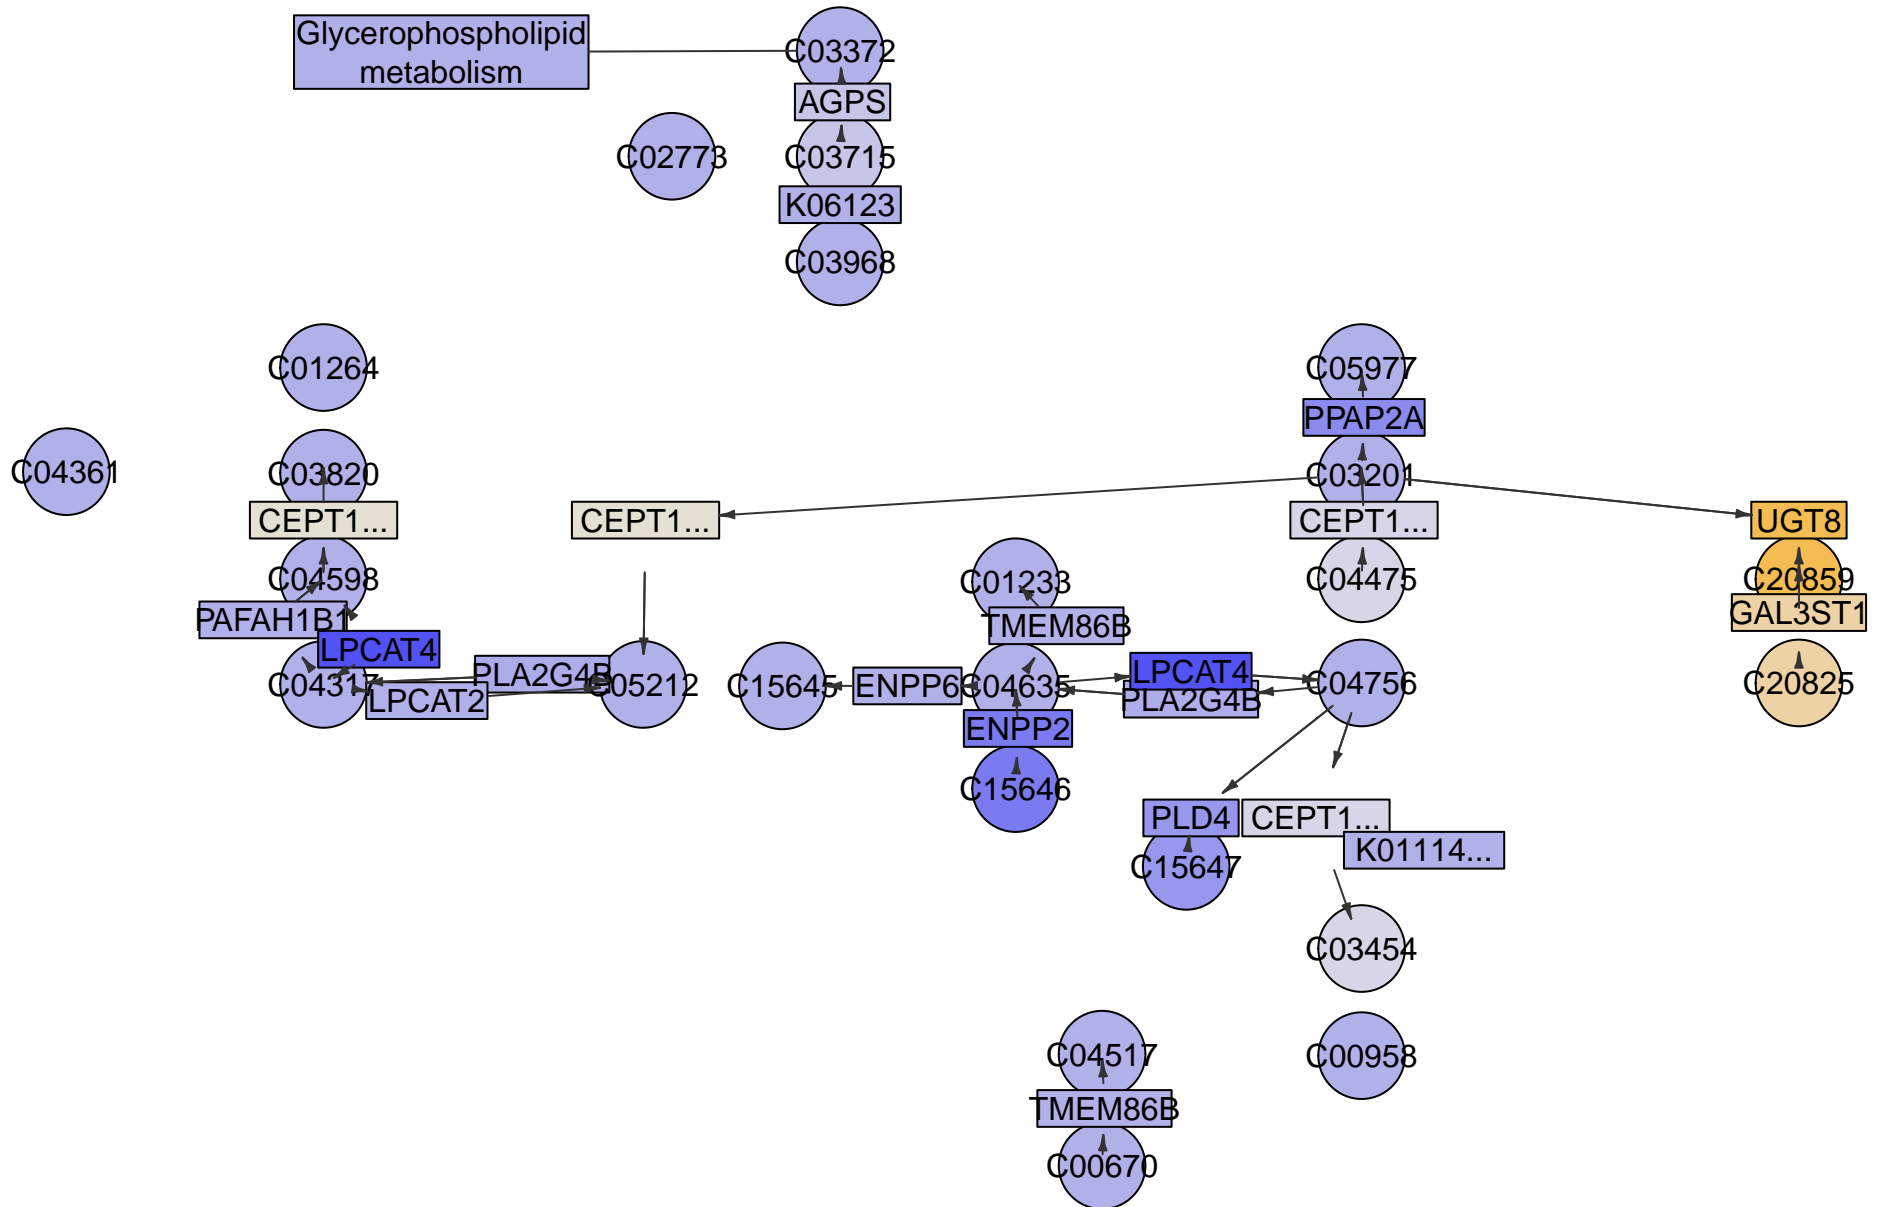 Glycerophospholipid
metabolism
C03372
AGPS
C02773
C03715
K06123
C03968
C01264
C05977
PPAP2A
C04361
C03820
C03201
CEPT1...
CEPT1...
CEPT1...
UGT8
C04598
C01233
C04475
C20859
PAFAH1B1
TMEM86B
GAL3ST1
LPCAT4
C04317
PLA2G4B
LPCAT2
C05212
C15645
ENPP6
C04635
LPCAT4
PLA2G4B
C04756
C20825
ENPP2
C15646
PLD4
CEPT1...
K01114...
C15647
C03454
C04517
C00958
TMEM86B
C00670